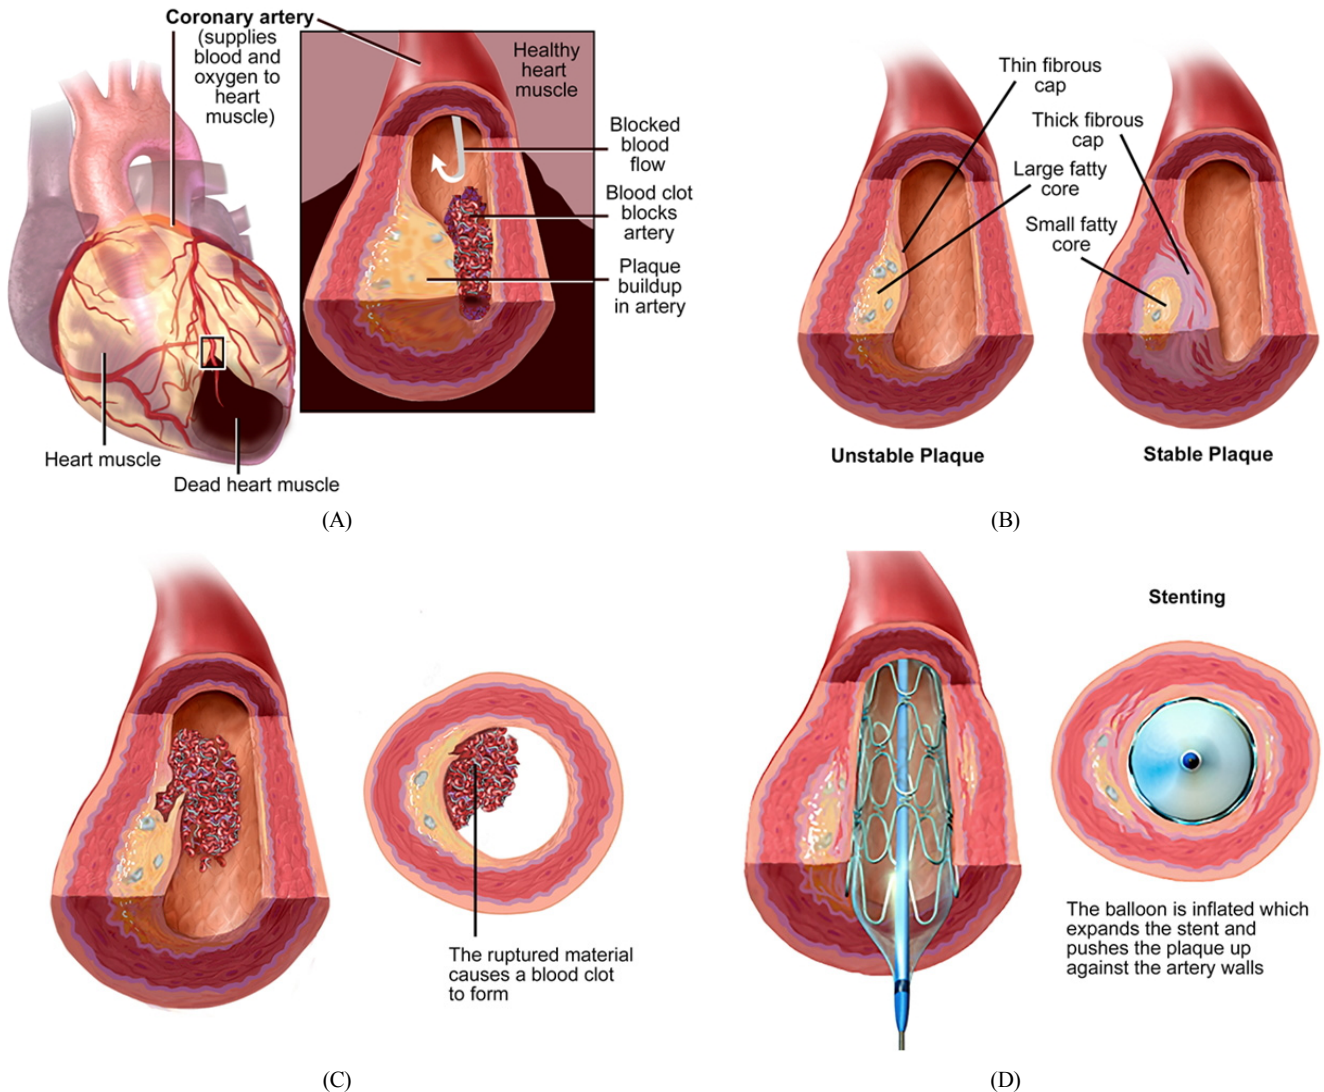 Coronary artery
(supplies
blood and
oxygen to
heart
muscle)
Healthy
heart
muscle
Blocked
blood
flow
Blood clot
blocks
artery
Plaque
buildup
in artery
Heart muscle
Dead heart muscle
(A)
Thin fibrous
cap
Thick fibrous
cap
Large fatty
core
Small fatty
core
Unstable Plaque
Stable Plaque
(B)
The ruptured material
causes a blood clot
to form
(C)
Stenting
The balloon is inflated which
expands the stent and
pushes the plaque up
against the artery walls
(D)